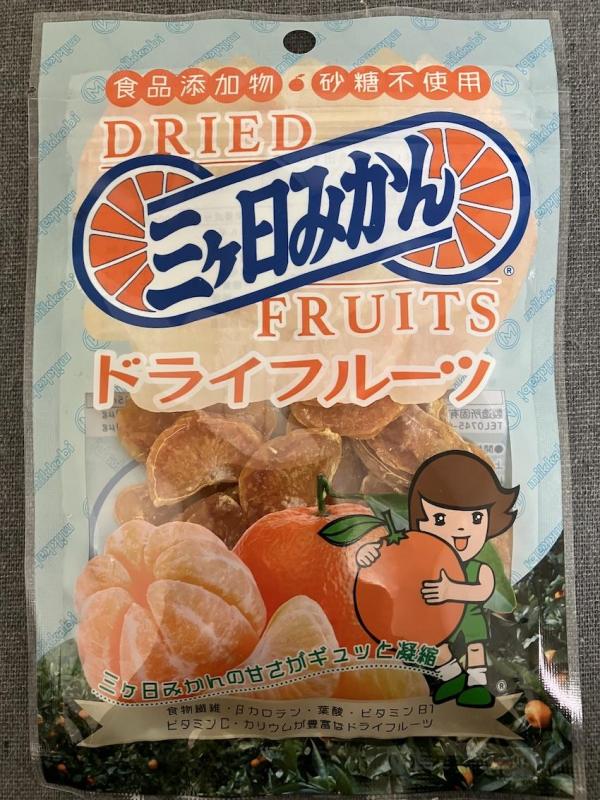 食品添加物・砂糖不使用
DRIED
三ヶ日みかん
®
FRUITS
ドライフルーツ
TEL0745-
三ヶ日みかんの甘さがギュッと凝縮
®
食物繊維・βカロテン・葉酸・ビタミンB1
ビタミンC・カリウムが豊富なドライフルーツ
mikkabi